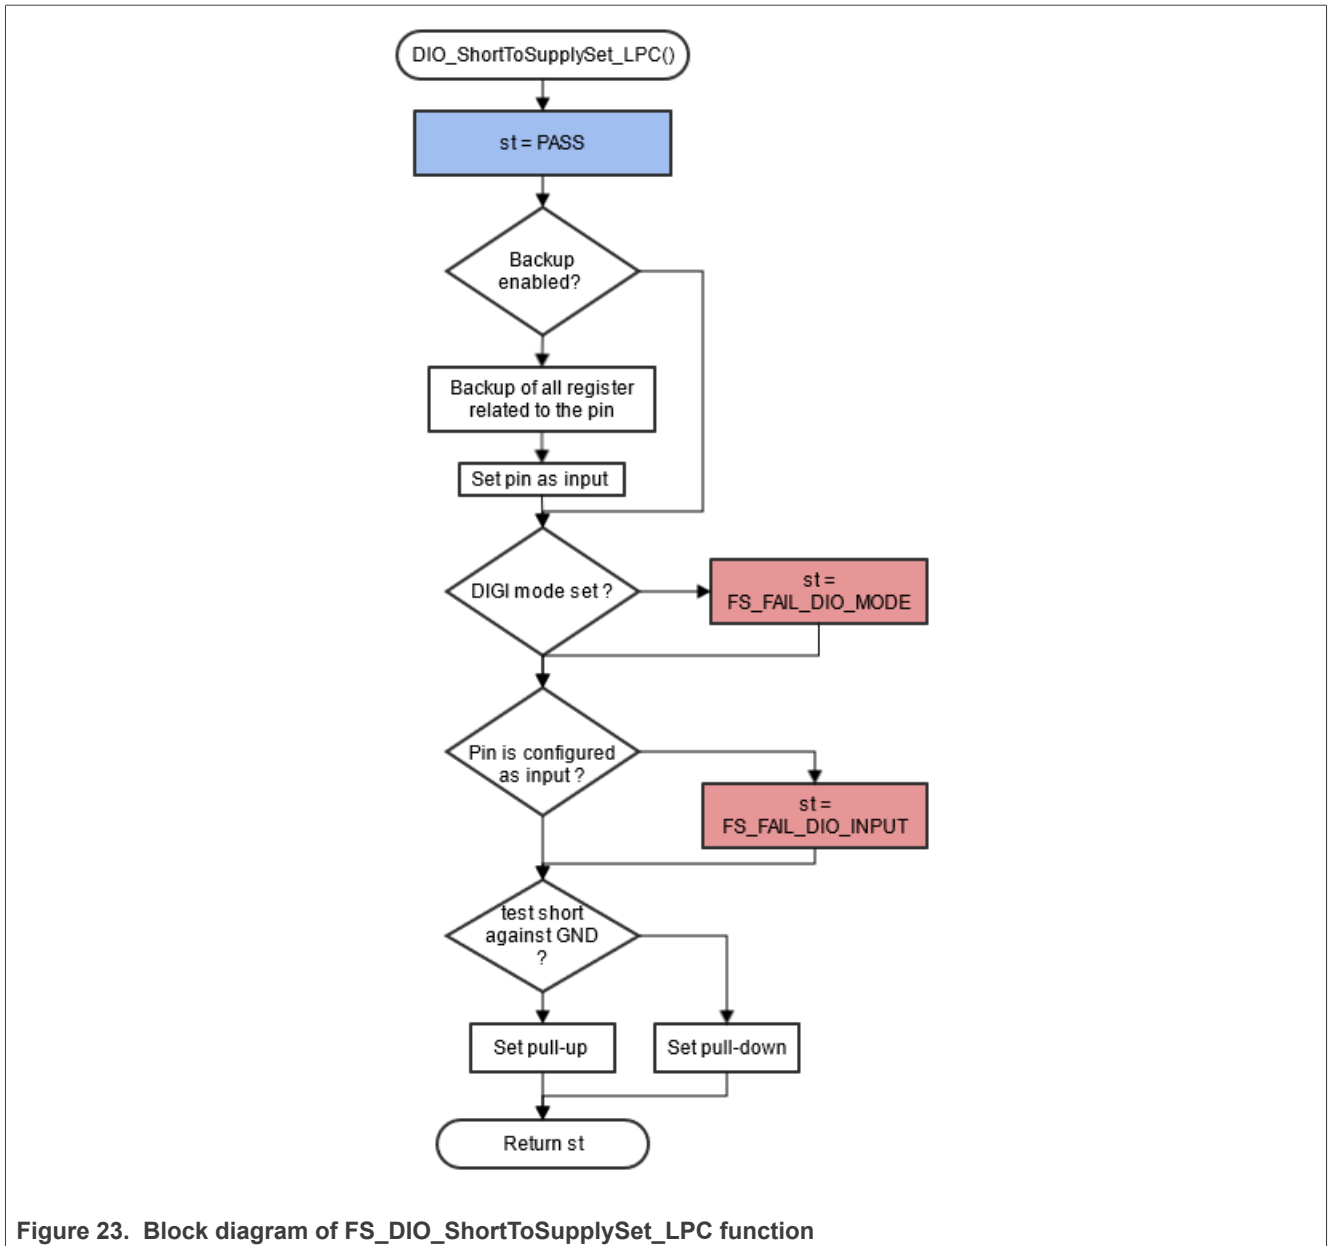 DIO_ShortToSupplySet_LPC()
st = PASS
Backup
enabled?
Backup of all register
related to the pin
Set pin as input
DIGI mode set ?
st =
FS_FAIL_DIO_MODE
Pin is configured
as input ?
st =
FS_FAIL_DIO_INPUT
test short
against GND
?
Set pull-up
Set pull-down
Return st
Figure 23. Block diagram of FS_DIO_ShortToSupplySet_LPC function